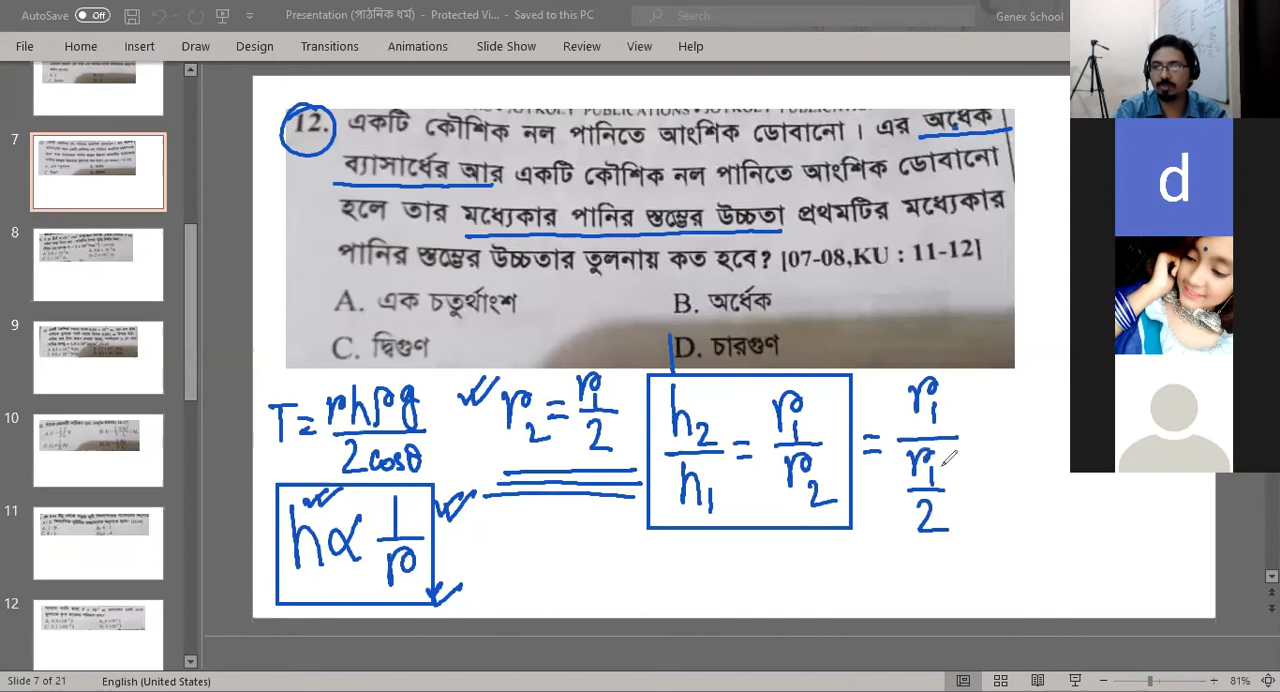 AutoSave Off
Presentation (গাঠনিক ধর্ম) - Protected Vi... - Saved to this PC
Search
Genex School
File Home Insert Draw Design Transitions Animations Slide Show Review View Help
7
8
9
10
11
12
12. একটি কৌশিক নল পানিতে আংশিক ডোবানো। এর অর্ধেক
ব্যাসার্ধের আর একটি কৌশিক নল পানিতে আংশিক ডোবানো
হলে তার মধ্যেকার পানির স্তম্ভের উচ্চতা প্রথমটির মধ্যেকার
পানির স্তম্ভের উচ্চতার তুলনায় কত হবে? [07-08,KU : 11-12]
A. এক চতুর্থাংশ B. অর্ধেক
C. দ্বিগুণ D. চারগুণ
T = rhρg / 2cosθ
r₂ = r₁/2
h₂/h₁ = r₁/r₂ = r₁ / (r₁/2)
h ∝ 1/r
d
Slide 7 of 21 English (United States) 81%